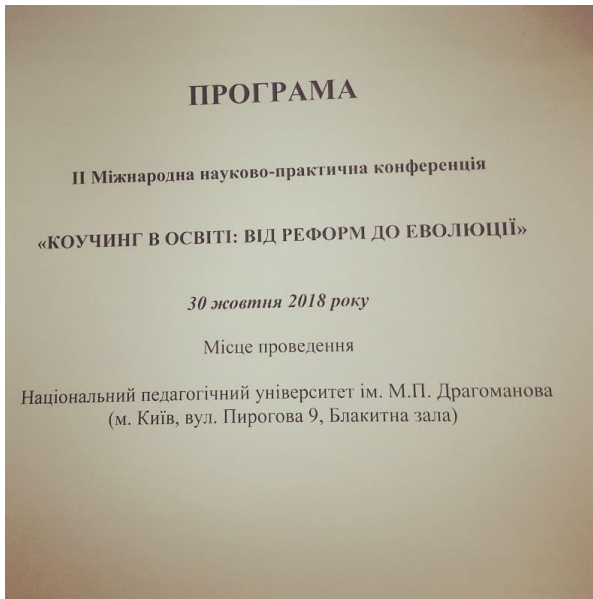 ПРОГРАМА
ІІ Міжнародна науково-практична конференція
«КОУЧИНГ В ОСВІТІ: ВІД РЕФОРМ ДО ЕВОЛЮЦІЇ»
30 жовтня 2018 року
Місце проведення
Національний педагогічний університет ім. М.П. Драгоманова
(м. Київ, вул. Пирогова 9, Блакитна зала)